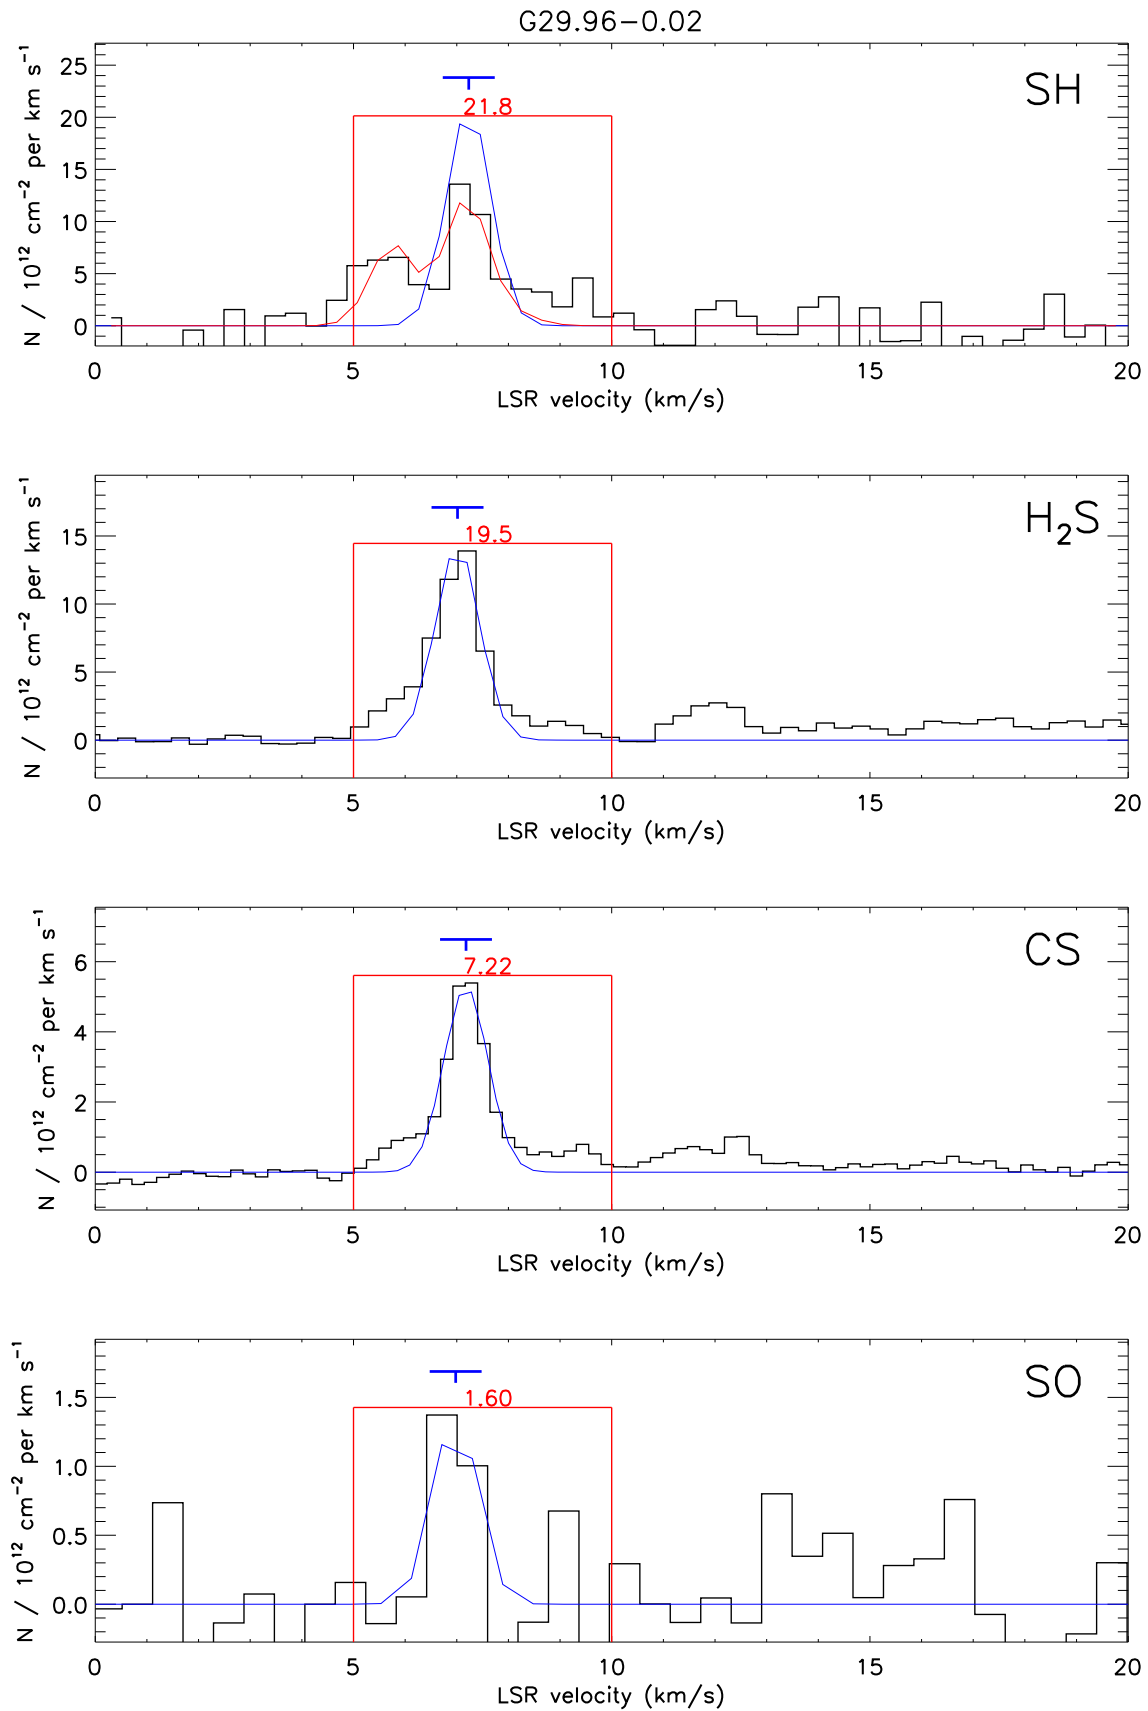 G29.96−0.02
N / 10¹² cm⁻² per km s⁻¹
25
20
15
10
5
0
SH
21.8
0 5 10 15 20
LSR velocity (km/s)
N / 10¹² cm⁻² per km s⁻¹
15
10
5
0
H₂S
19.5
0 5 10 15 20
LSR velocity (km/s)
N / 10¹² cm⁻² per km s⁻¹
6
4
2
0
CS
7.22
0 5 10 15 20
LSR velocity (km/s)
N / 10¹² cm⁻² per km s⁻¹
1.5
1.0
0.5
0.0
SO
1.60
0 5 10 15 20
LSR velocity (km/s)